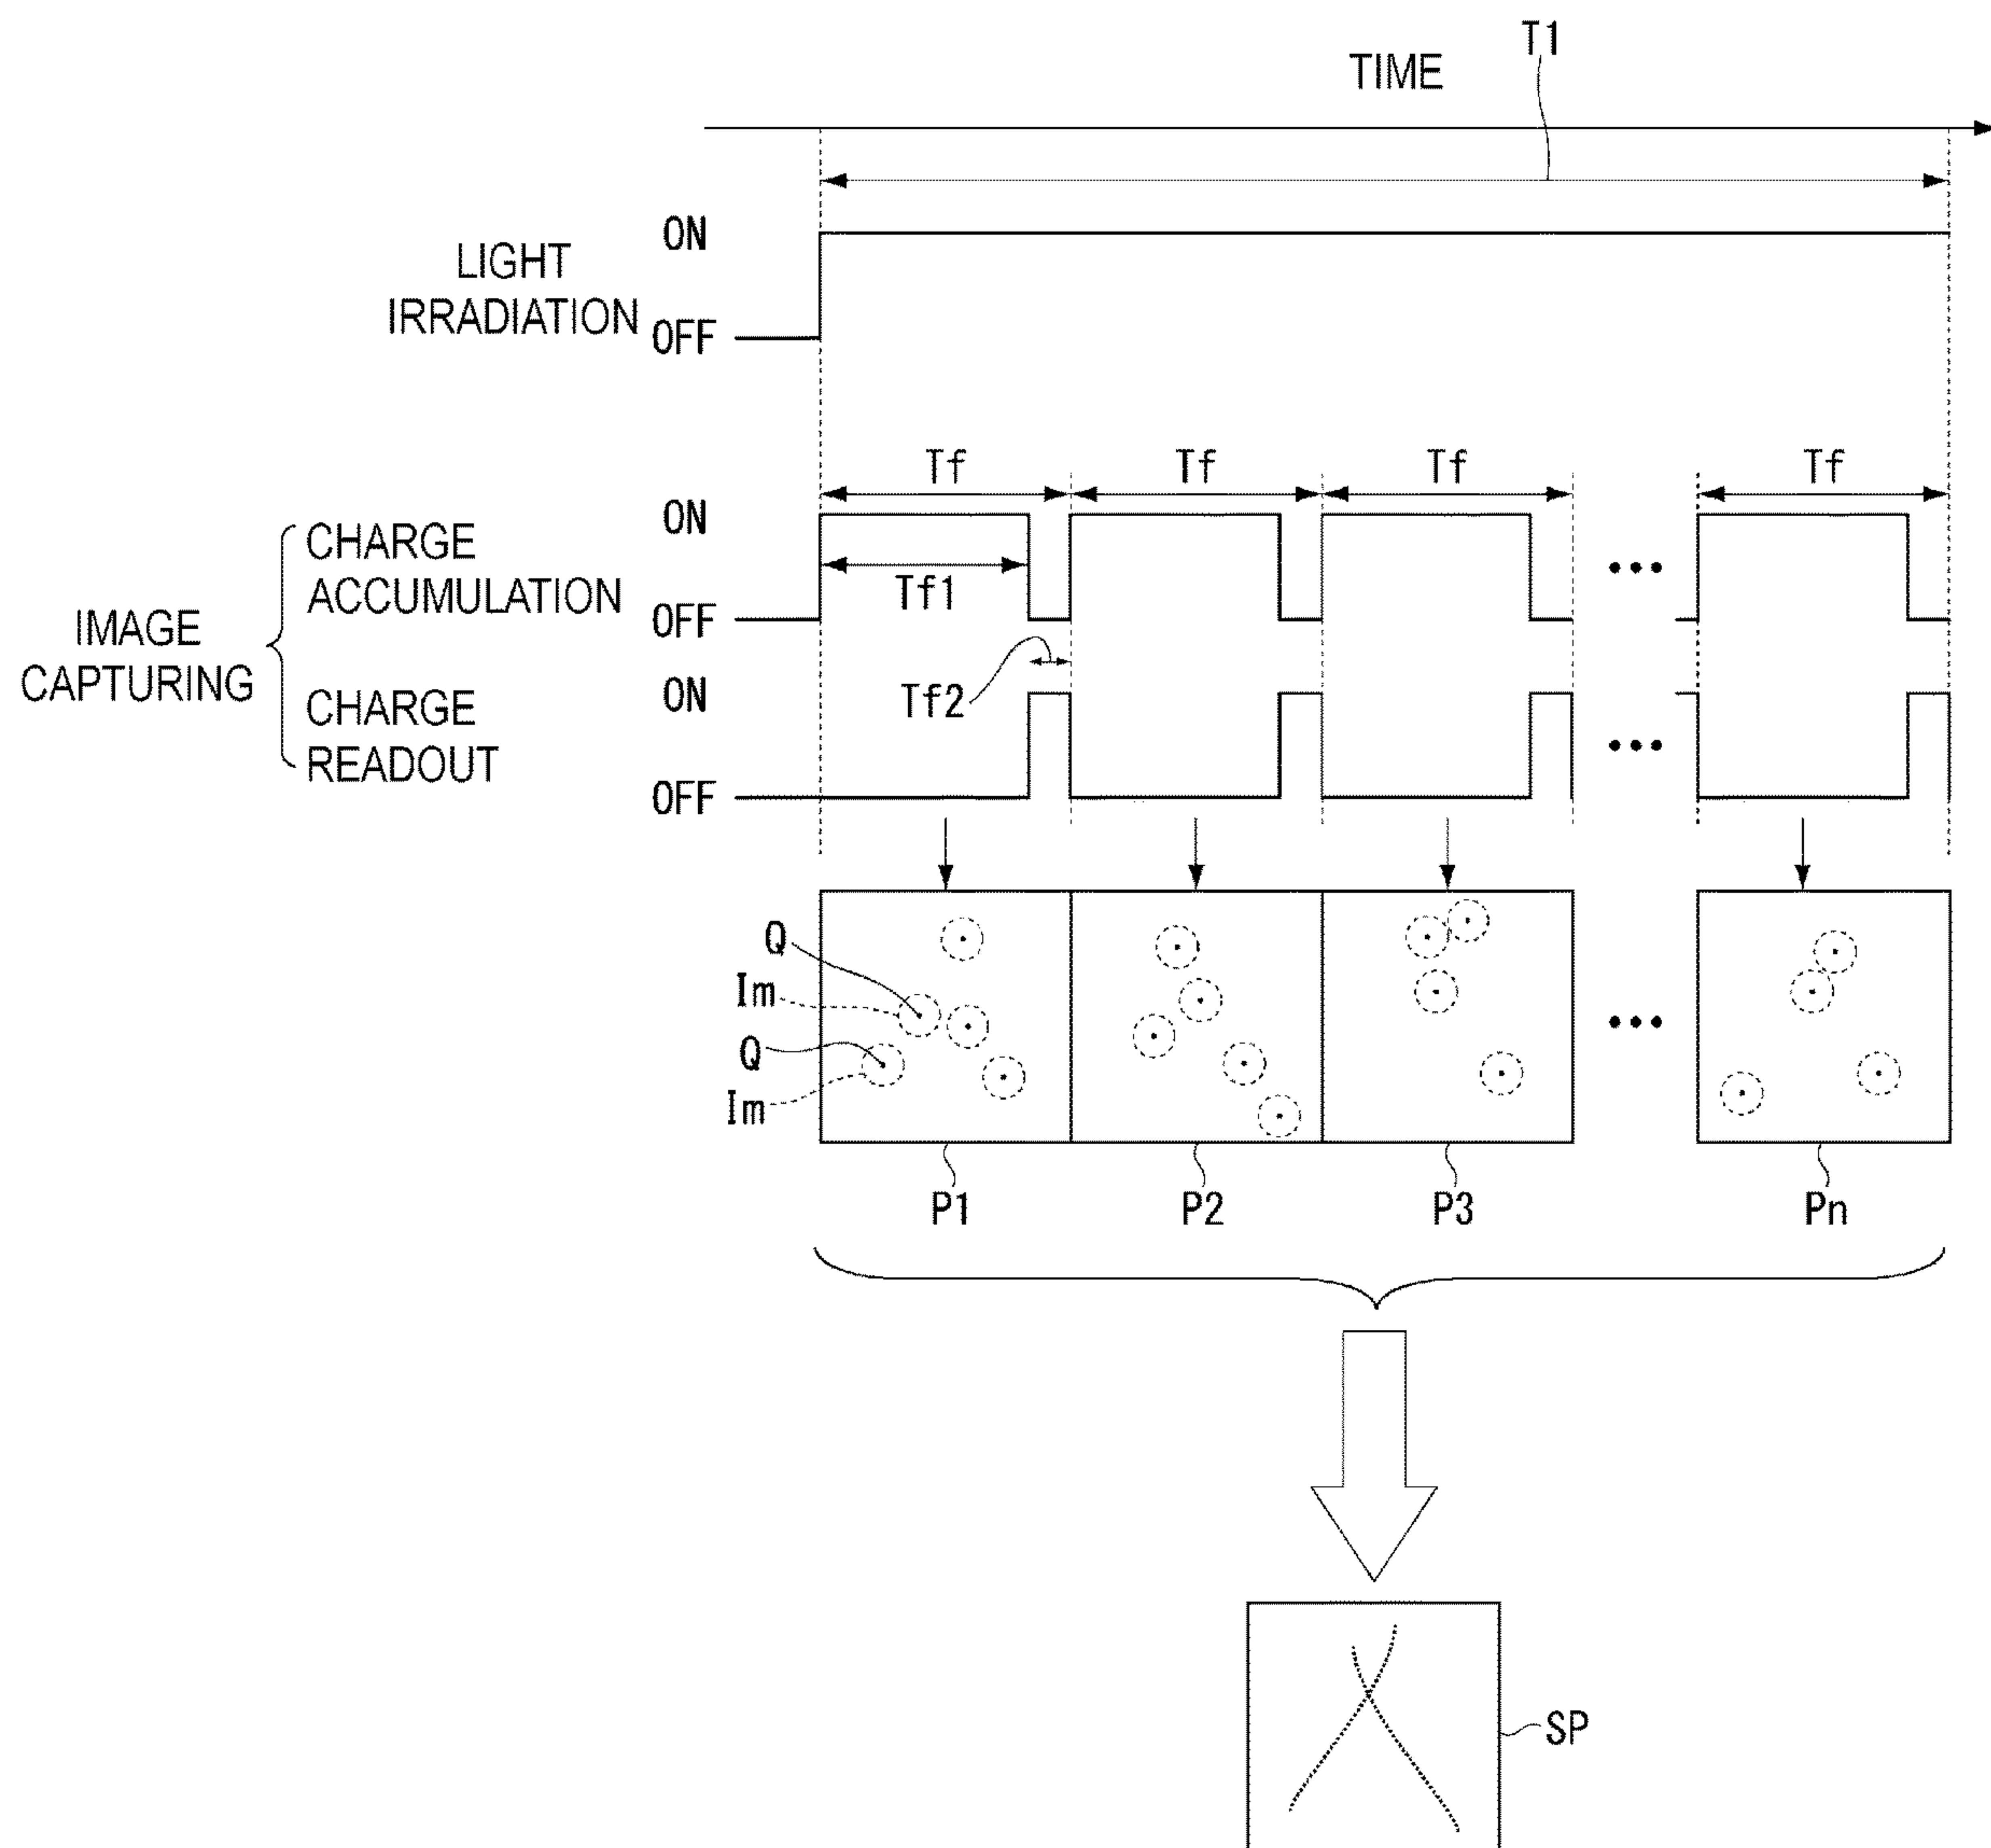 T1
TIME
ON
LIGHT
IRRADIATION
OFF
Tf Tf Tf Tf
ON
CHARGE
ACCUMULATION
Tf1
OFF
IMAGE
CAPTURING
ON
Tf2
CHARGE
READOUT
OFF
Q
Im
Q
Im
P1 P2 P3 Pn
SP